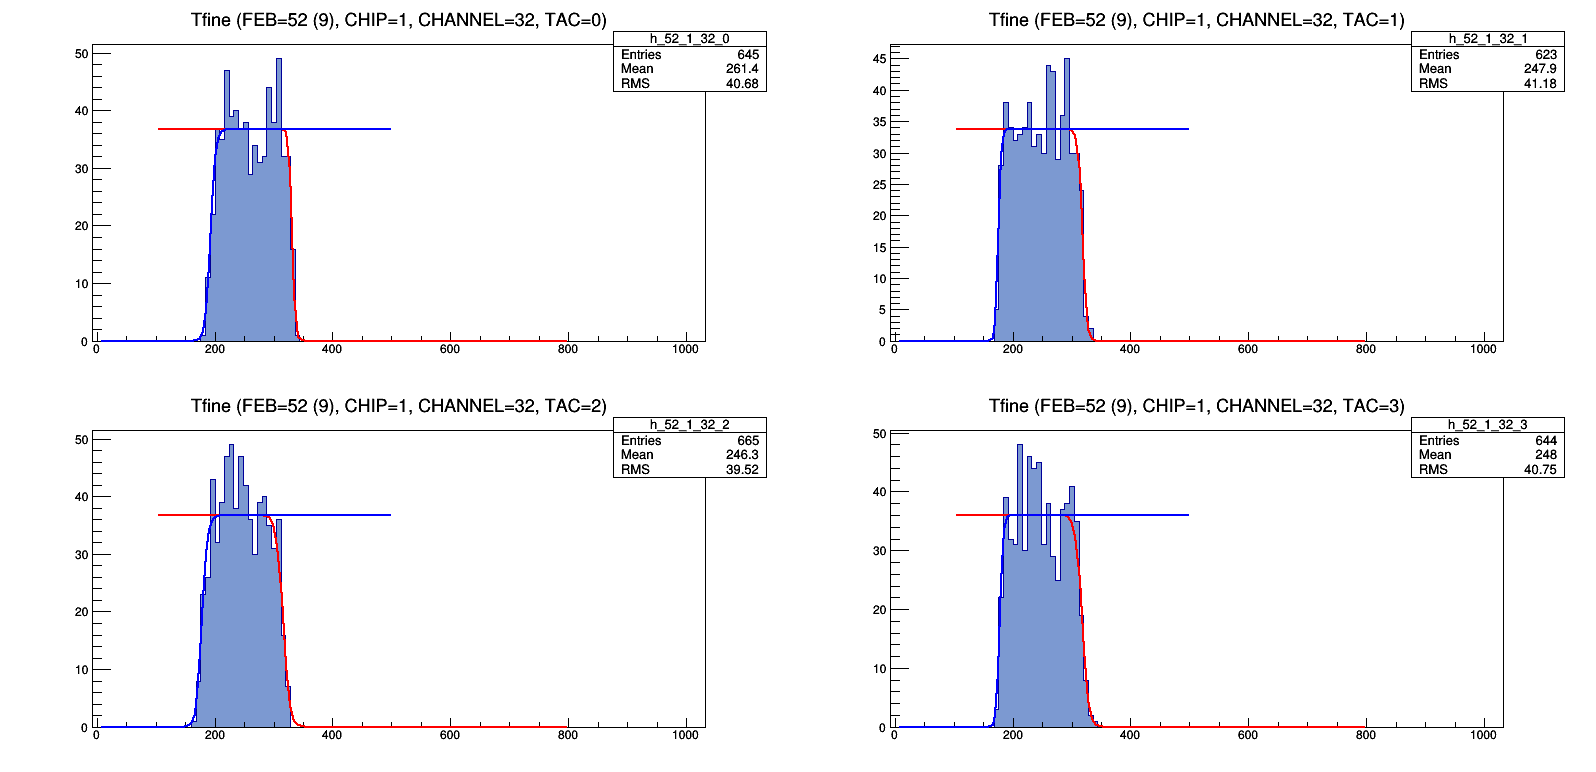 Tfine (FEB=52 (9), CHIP=1, CHANNEL=32, TAC=0)
h_52_1_32_0
Entries 645
Mean 261.4
RMS 40.68
50
40
30
20
10
0
0 200 400 600 800 1000
Tfine (FEB=52 (9), CHIP=1, CHANNEL=32, TAC=1)
h_52_1_32_1
Entries 623
Mean 247.9
RMS 41.18
45
40
35
30
25
20
15
10
5
0
0 200 400 600 800 1000
Tfine (FEB=52 (9), CHIP=1, CHANNEL=32, TAC=2)
h_52_1_32_2
Entries 665
Mean 246.3
RMS 39.52
50
40
30
20
10
0
0 200 400 600 800 1000
Tfine (FEB=52 (9), CHIP=1, CHANNEL=32, TAC=3)
h_52_1_32_3
Entries 644
Mean 248
RMS 40.75
50
40
30
20
10
0
0 200 400 600 800 1000